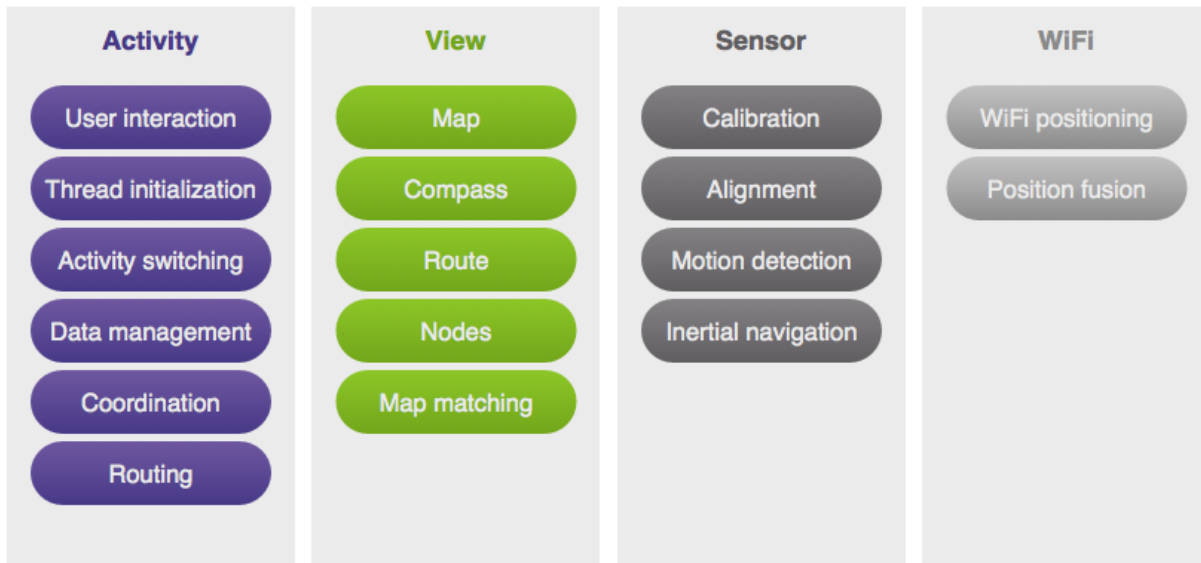 Activity
User interaction
Thread initialization
Activity switching
Data management
Coordination
Routing
View
Map
Compass
Route
Nodes
Map matching
Sensor
Calibration
Alignment
Motion detection
Inertial navigation
WiFi
WiFi positioning
Position fusion